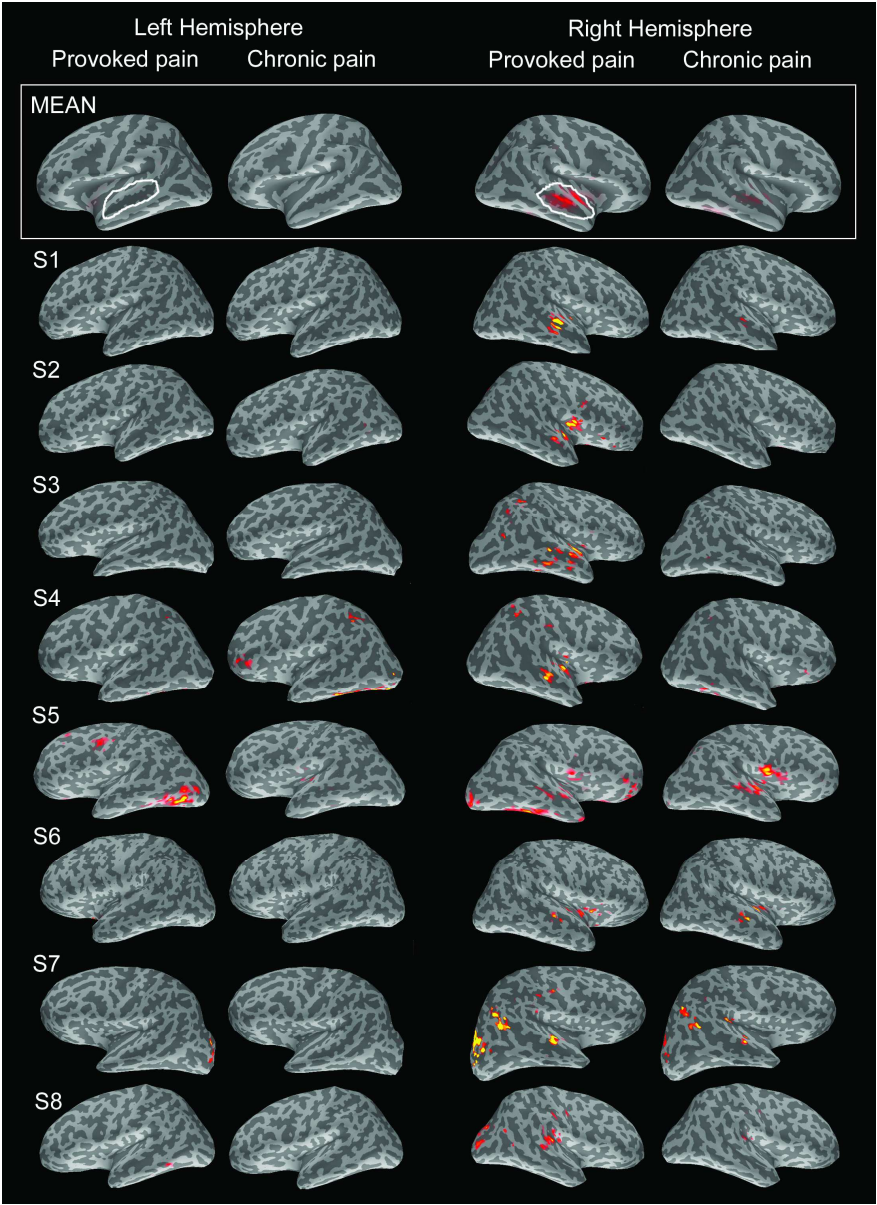 Left Hemisphere
Right Hemisphere
Provoked pain
Chronic pain
Provoked pain
Chronic pain
MEAN
S1
S2
S3
S4
S5
S6
S7
S8